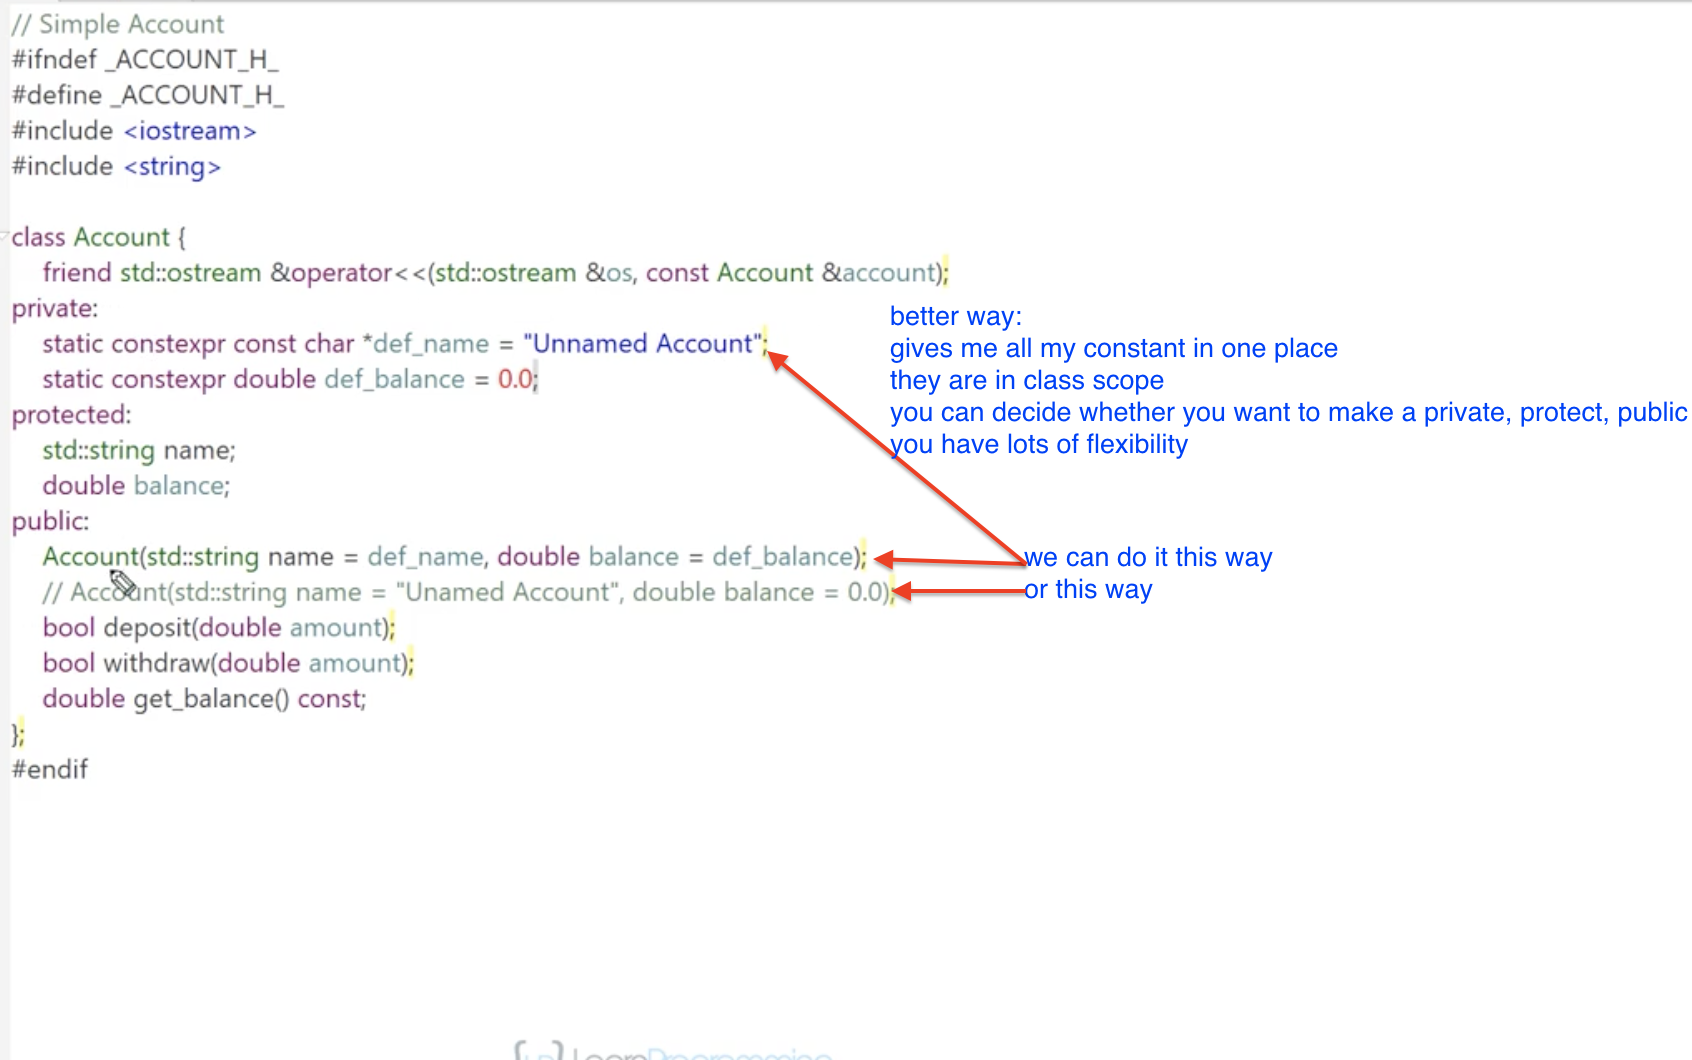 // Simple Account
#ifndef _ACCOUNT_H_
#define _ACCOUNT_H_
#include <iostream>
#include <string>
class Account {
friend std::ostream &operator<<(std::ostream &os, const Account &account);
private:
static constexpr const char *def_name = "Unnamed Account";
static constexpr double def_balance = 0.0;
protected:
std::string name;
double balance;
public:
Account(std::string name = def_name, double balance = def_balance);
// Account(std::string name = "Unamed Account", double balance = 0.0);
bool deposit(double amount);
bool withdraw(double amount);
double get_balance() const;
};
#endif
better way:
gives me all my constant in one place
they are in class scope
you can decide whether you want to make a private, protect, public
you have lots of flexibility
we can do it this way
or this way